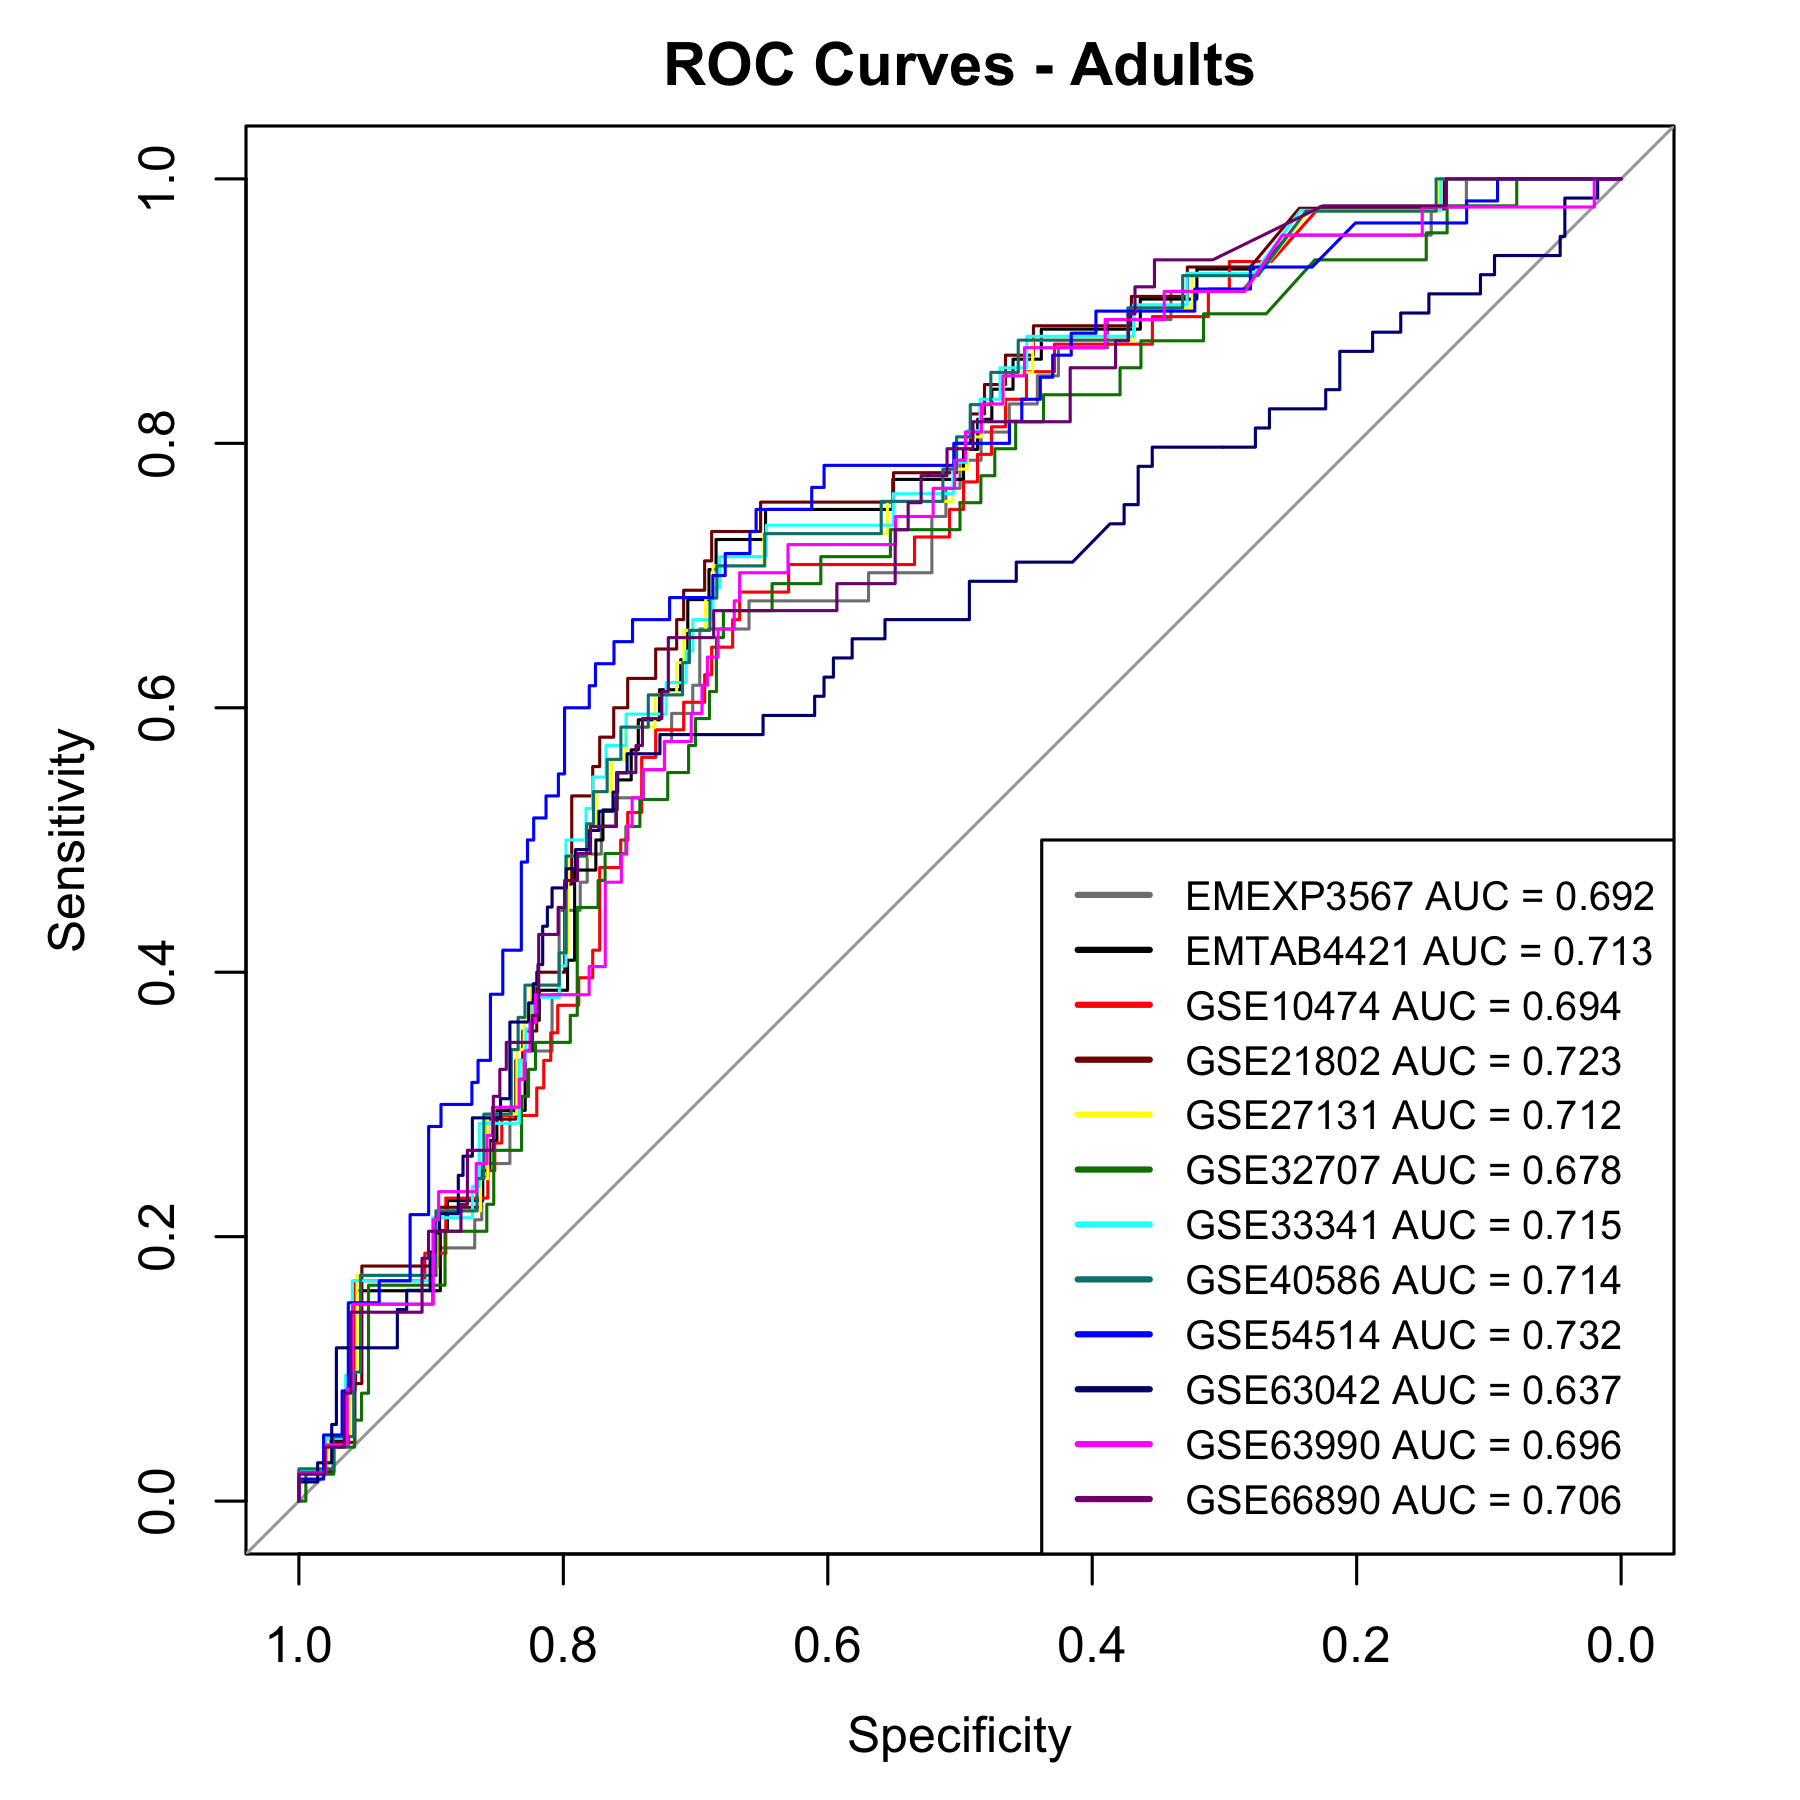 ROC Curves - Adults
Sensitivity
1.0
0.8
0.6
0.4
0.2
0.0
EMEXP3567 AUC = 0.692
EMTAB4421 AUC = 0.713
GSE10474 AUC = 0.694
GSE21802 AUC = 0.723
GSE27131 AUC = 0.712
GSE32707 AUC = 0.678
GSE33341 AUC = 0.715
GSE40586 AUC = 0.714
GSE54514 AUC = 0.732
GSE63042 AUC = 0.637
GSE63990 AUC = 0.696
GSE66890 AUC = 0.706
1.0 0.8 0.6 0.4 0.2 0.0
Specificity